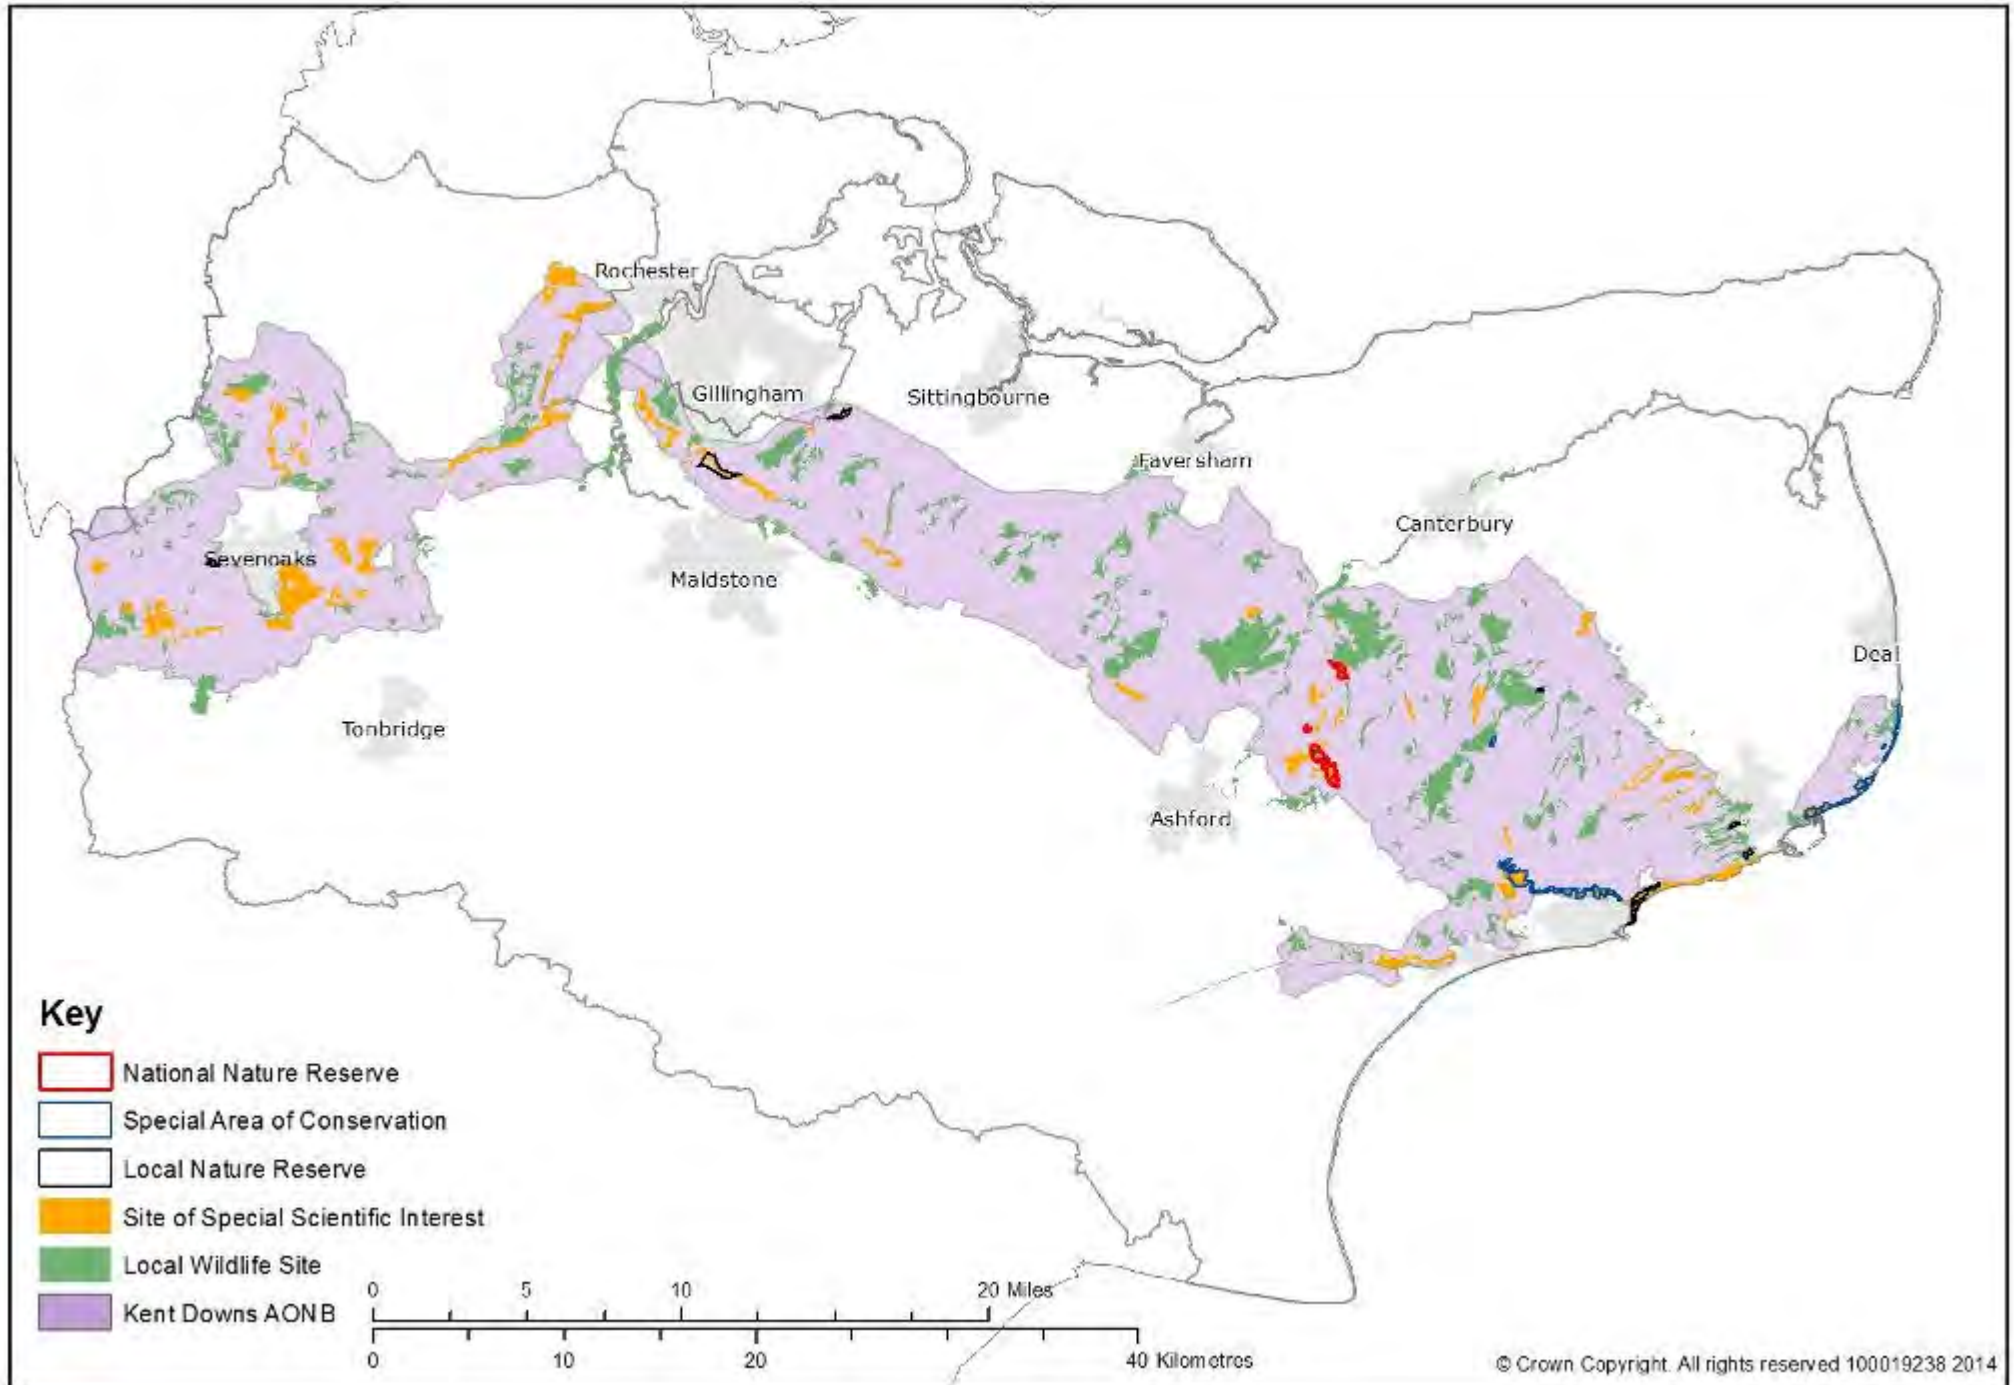 Rochester
Gillingham
Sittingbourne
Faversham
Canterbury
Sevenoaks
Maidstone
Deal
Tonbridge
Ashford
Key
National Nature Reserve
Special Area of Conservation
Local Nature Reserve
Site of Special Scientific Interest
Local Wildlife Site
Kent Downs AONB
0 5 10 20 Miles
0 10 20 40 Kilometres
© Crown Copyright. All rights reserved 100019238 2014